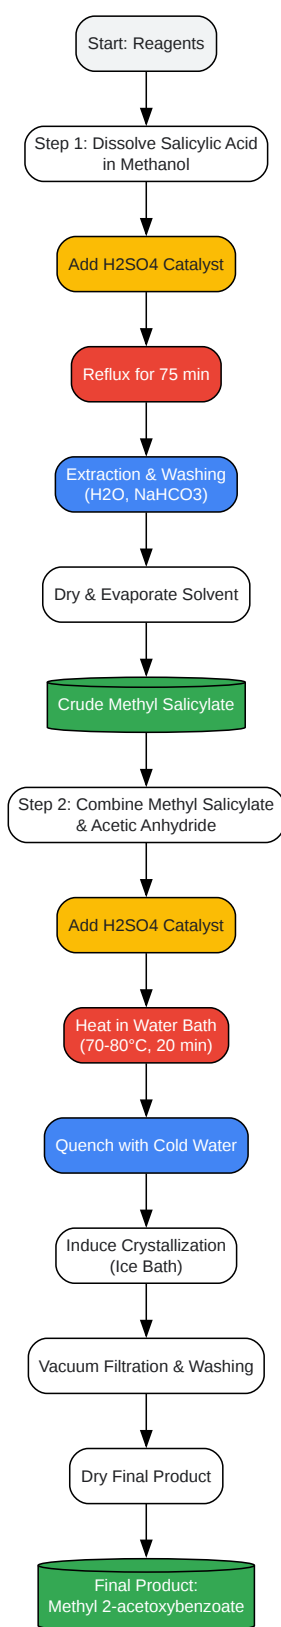 Start: Reagents
Step 1: Dissolve Salicylic Acid
in Methanol
Add H2SO4 Catalyst
Reflux for 75 min
Extraction & Washing
(H2O, NaHCO3)
Dry & Evaporate Solvent
Crude Methyl Salicylate
Step 2: Combine Methyl Salicylate
& Acetic Anhydride
Add H2SO4 Catalyst
Heat in Water Bath
(70-80°C, 20 min)
Quench with Cold Water
Induce Crystallization
(Ice Bath)
Vacuum Filtration & Washing
Dry Final Product
Final Product:
Methyl 2-acetoxybenzoate